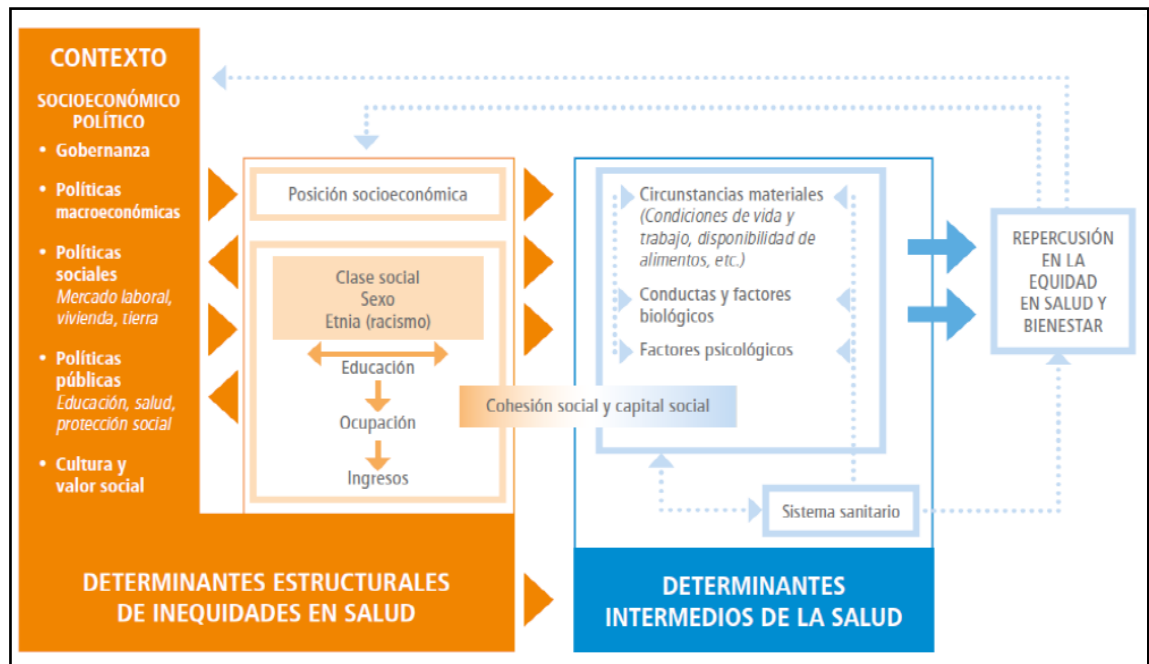 CONTEXTO
SOCIOECONÓMICO
POLÍTICO
• Gobernanza
• Políticas
macroeconómicas
• Políticas
sociales
Mercado laboral,
vivienda, tierra
• Políticas
públicas
Educación, salud,
protección social
• Cultura y
valor social
Posición socioeconómica
Clase social
Sexo
Etnia (racismo)
Educación
Ocupación
Ingresos
Cohesión social y capital social
Circunstancias materiales
(Condiciones de vida y
trabajo, disponibilidad de
alimentos, etc.)
Conductas y factores
biológicos
Factores psicológicos
Sistema sanitario
REPERCUSIÓN
EN LA
EQUIDAD
EN SALUD Y
BIENESTAR
DETERMINANTES ESTRUCTURALES
DE INEQUIDADES EN SALUD
DETERMINANTES
INTERMEDIOS DE LA SALUD